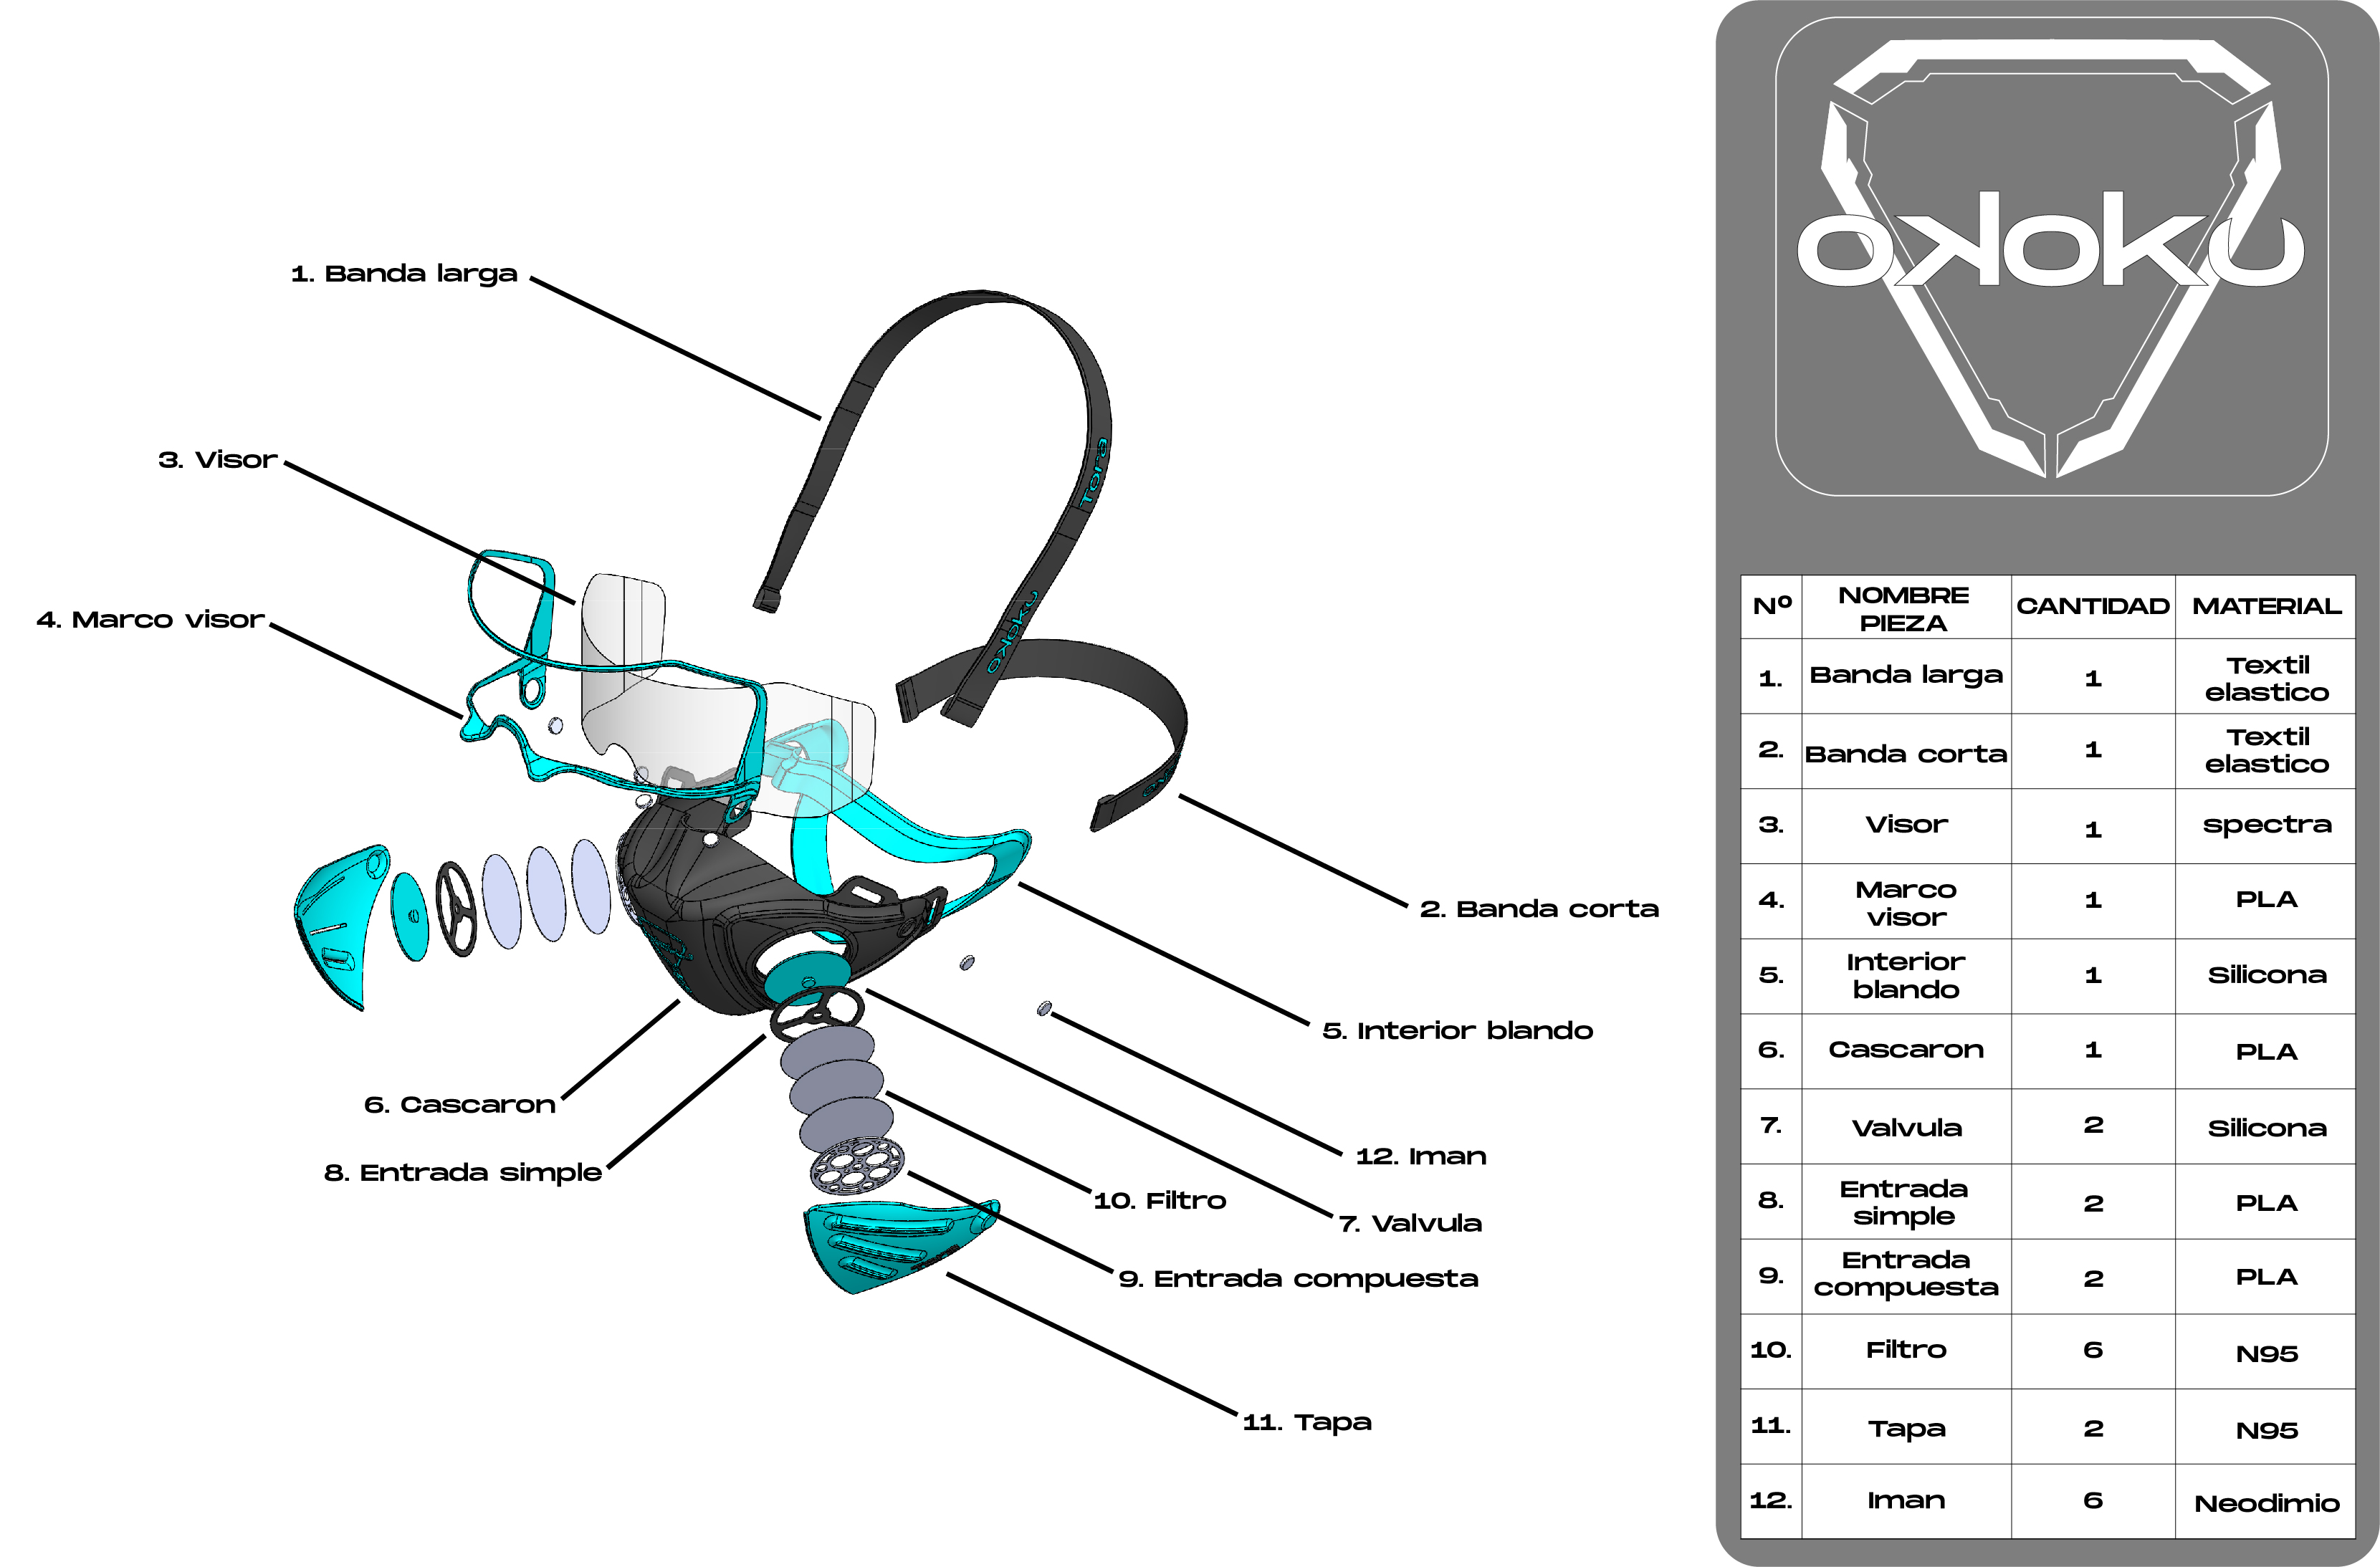 1. Banda larga
3. Visor
4. Marco visor
2. Banda corta
5. Interior blando
6. Cascaron
12. Iman
8. Entrada simple
10. Filtro
7. Valvula
9. Entrada compuesta
11. Tapa
okoku
okoku
Nº
NOMBRE
PIEZA
CANTIDAD
MATERIAL
1.
Banda larga
1
Textil
elastico
2.
Banda corta
1
Textil
elastico
3.
Visor
1
spectra
4.
Marco
visor
1
PLA
5.
Interior
blando
1
Silicona
6.
Cascaron
1
PLA
7.
Valvula
2
Silicona
8.
Entrada
simple
2
PLA
9.
Entrada
compuesta
2
PLA
10.
Filtro
6
N95
11.
Tapa
2
N95
12.
Iman
6
Neodimio